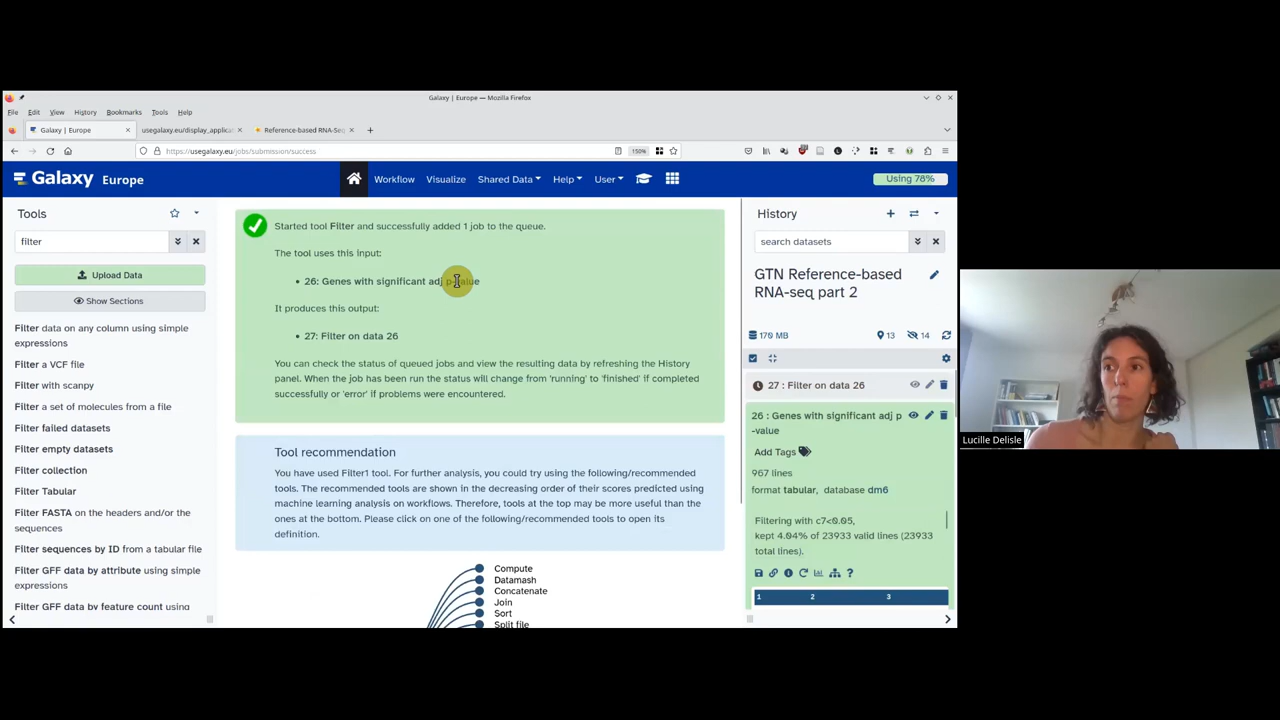 Galaxy | Europe — Mozilla Firefox
File Edit View History Bookmarks Tools Help
Galaxy | Europe
usegalaxy.eu/display_applicat
Reference-based RNA-Seq
https://usegalaxy.eu/jobs/submission/success
150%
Galaxy Europe
Workflow Visualize Shared Data Help User
Using 78%
Tools
filter
Upload Data
Show Sections
Filter data on any column using simple
expressions
Filter a VCF file
Filter with scanpy
Filter a set of molecules from a file
Filter failed datasets
Filter empty datasets
Filter collection
Filter Tabular
Filter FASTA on the headers and/or the
sequences
Filter sequences by ID from a tabular file
Filter GFF data by attribute using simple
expressions
Filter GFF data by feature count using
Started tool Filter and successfully added 1 job to the queue.
The tool uses this input:
26: Genes with significant adj p-value
It produces this output:
27: Filter on data 26
You can check the status of queued jobs and view the resulting data by refreshing the History
panel. When the job has been run the status will change from 'running' to 'finished' if completed
successfully or 'error' if problems were encountered.
Tool recommendation
You have used Filter1 tool. For further analysis, you could try using the following/recommended
tools. The recommended tools are shown in the decreasing order of their scores predicted using
machine learning analysis on workflows. Therefore, tools at the top may be more useful than the
ones at the bottom. Please click on one of the following/recommended tools to open its
definition.
Compute
Datamash
Concatenate
Join
Sort
Split file
History
search datasets
GTN Reference-based
RNA-seq part 2
170 MB
13 14
27 : Filter on data 26
26 : Genes with significant adj p
-value
Add Tags
967 lines
format tabular, database dm6
Filtering with c7<0.05,
kept 4.04% of 23933 valid lines (23933
total lines).
1 2 3
Lucille Delisle